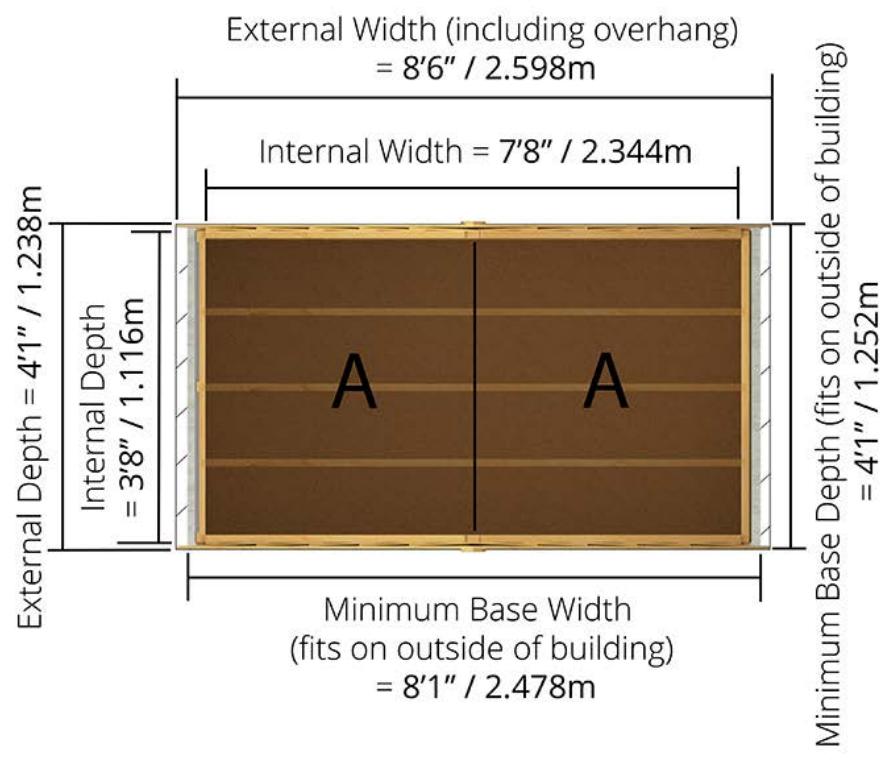 External Width (including overhang)
= 8’6” / 2.598m
Internal Width = 7’8” / 2.344m
External Depth = 4’1” / 1.238m
Internal Depth
= 3’8” / 1.116m
A
A
Minimum Base Depth (fits on outside of building)
= 4’1” / 1.252m
Minimum Base Width
(fits on outside of building)
= 8’1” / 2.478m